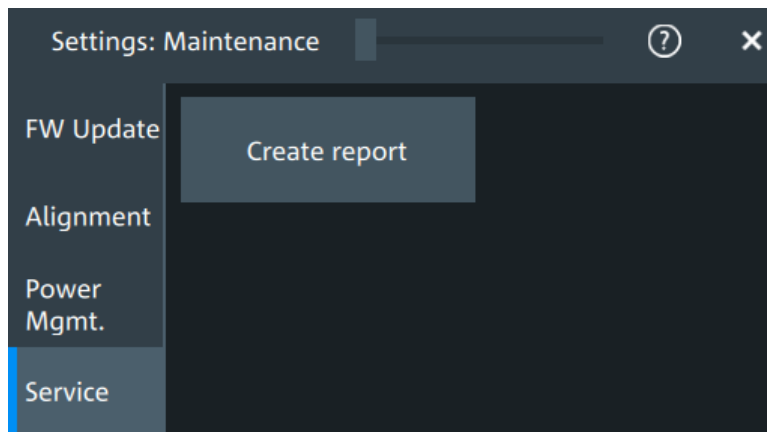 Settings: Maintenance
?
FW Update
Create report
Alignment
Power
Mgmt.
Service